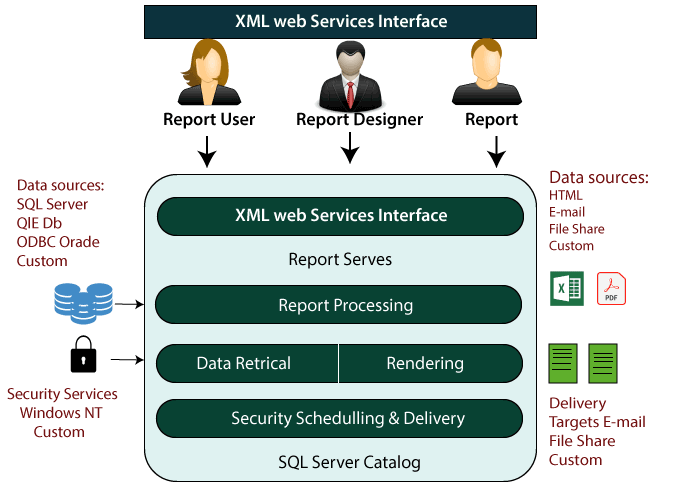 XML web Services Interface
Report User
Report Designer
Report
Data sources:
SQL Server
QIE Db
ODBC Orade
Custom
Security Services
Windows NT
Custom
XML web Services Interface
Report Serves
Report Processing
Data Retrical
Rendering
Security Schedulling & Delivery
SQL Server Catalog
Data sources:
HTML
E-mail
File Share
Custom
X
PDF
Delivery
Targets E-mail
File Share
Custom